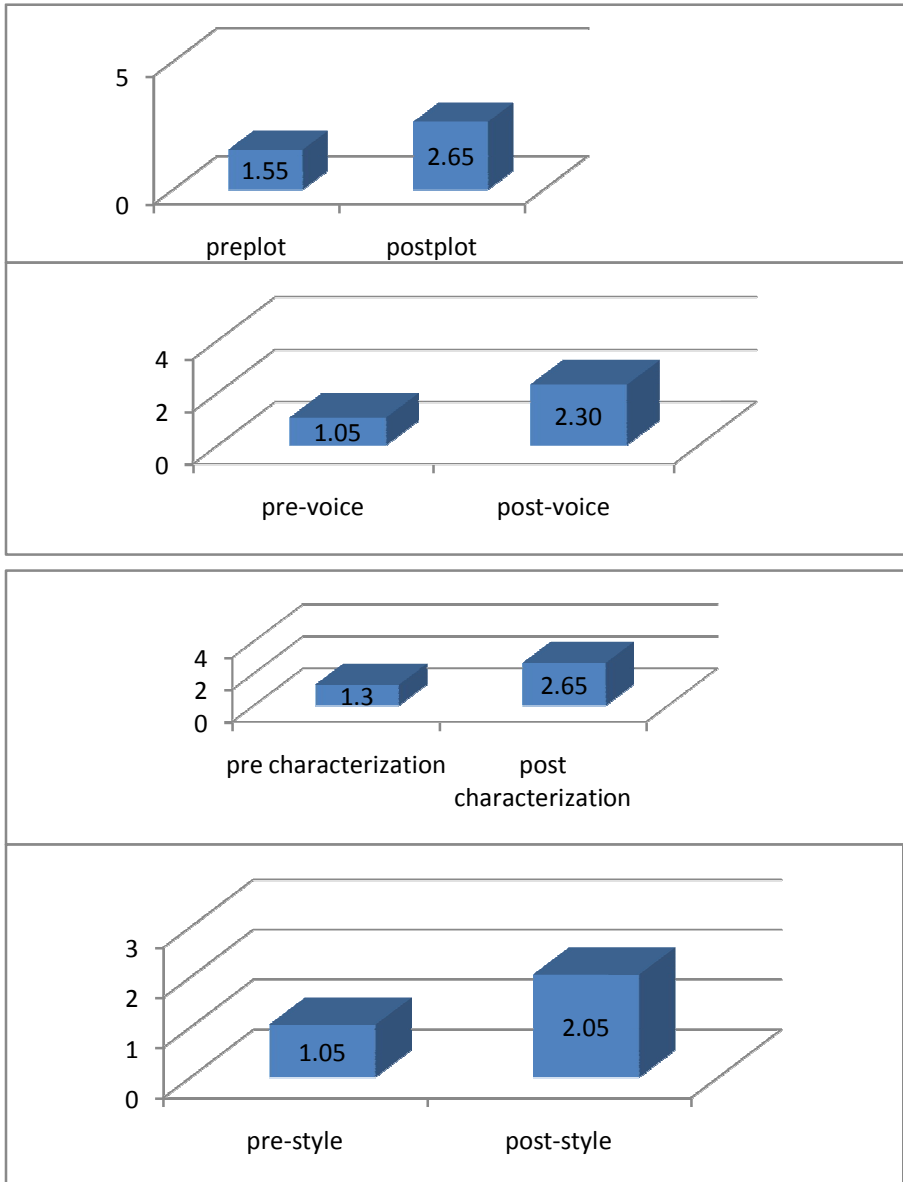 5
1.55
2.65
0
preplot
postplot
4
2
1.05
2.30
0
pre-voice
post-voice
4
2
1.3
2.65
0
pre characterization
post
characterization
3
2
1
1.05
2.05
0
pre-style
post-style